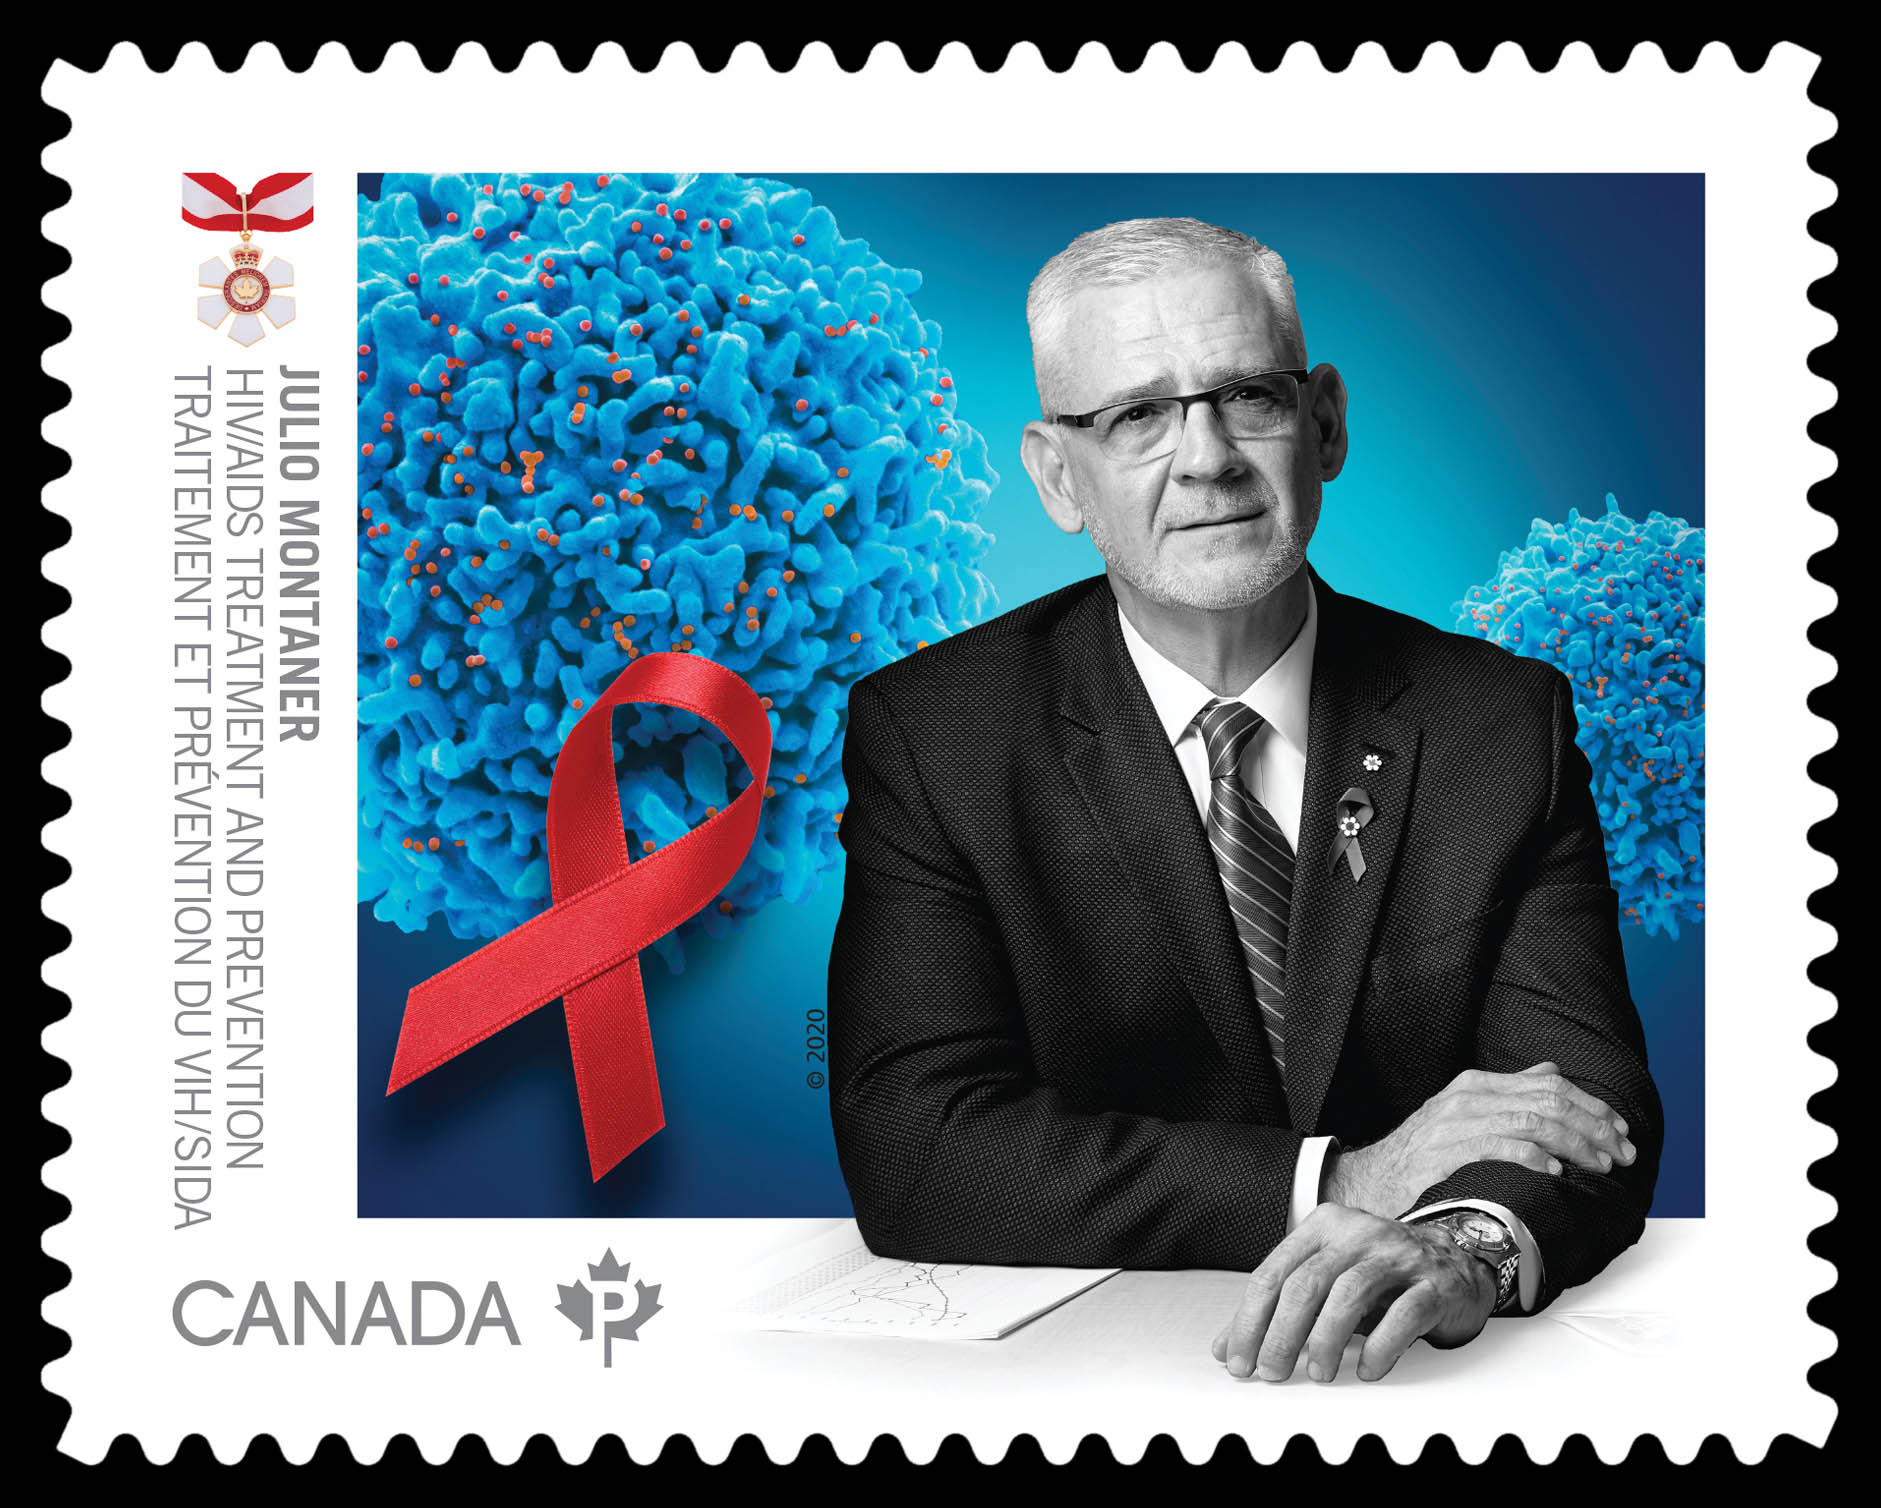 JULIO MONTANER
HIV/AIDS TREATMENT AND PREVENTION
TRAITEMENT ET PRÉVENTION DU VIH/SIDA
© 2020
CANADA P